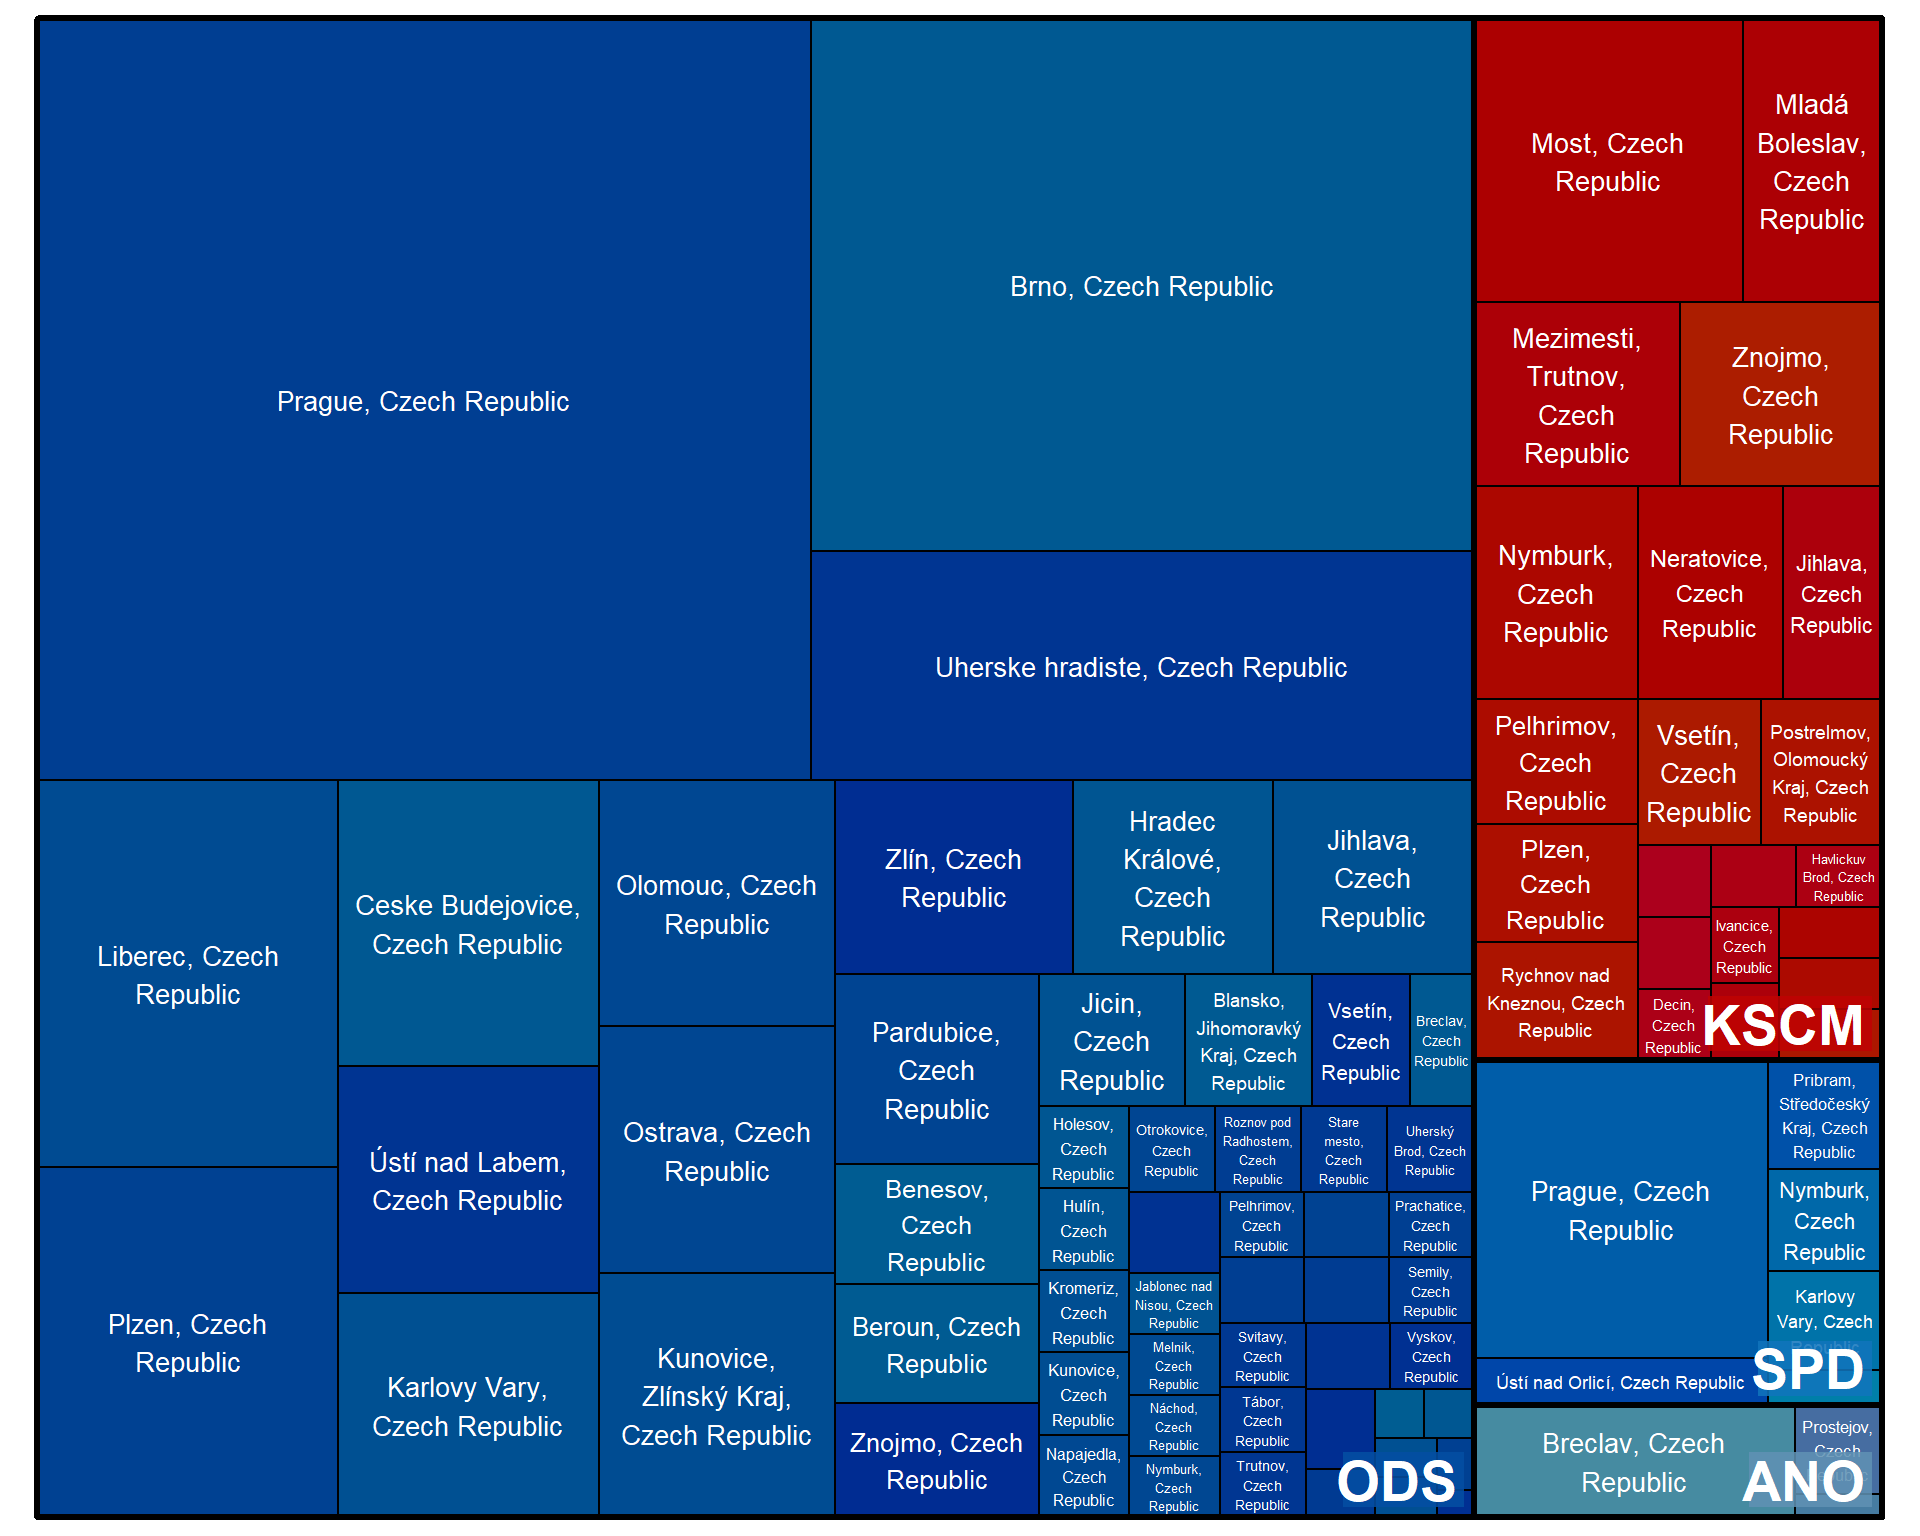 Prague, Czech Republic
Brno, Czech Republic
Uherske hradiste, Czech Republic
Liberec, Czech
Republic
Plzen, Czech
Republic
Ceske Budejovice,
Czech Republic
Ústí nad Labem,
Czech Republic
Karlovy Vary,
Czech Republic
Olomouc, Czech
Republic
Ostrava, Czech
Republic
Kunovice,
Zlínský Kraj,
Czech Republic
Zlín, Czech
Republic
Hradec
Králové,
Czech
Republic
Jihlava,
Czech
Republic
Pardubice,
Czech
Republic
Benesov,
Czech
Republic
Beroun, Czech
Republic
Znojmo, Czech
Republic
Jicin,
Czech
Republic
Blansko,
Jihomoravký
Kraj, Czech
Republic
Vsetín,
Czech
Republic
Breclav,
Czech
Republic
Holesov,
Czech
Republic
Hulín,
Czech
Republic
Kromeriz,
Czech
Republic
Kunovice,
Czech
Republic
Napajedla,
Czech
Republic
Otrokovice,
Czech
Republic
Roznov pod
Radhostem,
Czech
Republic
Stare
mesto,
Czech
Republic
Uherský
Brod, Czech
Republic
Jablonec nad
Nisou, Czech
Republic
Melnik,
Czech
Republic
Náchod,
Czech
Republic
Nymburk,
Czech
Republic
Pelhrimov,
Czech
Republic
Prachatice,
Czech
Republic
Semily,
Czech
Republic
Svitavy,
Czech
Republic
Vyskov,
Czech
Republic
Tábor,
Czech
Republic
Trutnov,
Czech
Republic
ODS
Most, Czech
Republic
Mladá
Boleslav,
Czech
Republic
Mezimesti,
Trutnov,
Czech
Republic
Znojmo,
Czech
Republic
Nymburk,
Czech
Republic
Neratovice,
Czech
Republic
Jihlava,
Czech
Republic
Pelhrimov,
Czech
Republic
Vsetín,
Czech
Republic
Postrelmov,
Olomoucký
Kraj, Czech
Republic
Plzen,
Czech
Republic
Rychnov nad
Kneznou, Czech
Republic
Havlickuv
Brod, Czech
Republic
Ivancice,
Czech
Republic
Decin,
Czech
Republic
KSCM
Prague, Czech
Republic
Pribram,
Středočeský
Kraj, Czech
Republic
Nymburk,
Czech
Republic
Karlovy
Vary, Czech
Republic
Ústí nad Orlicí, Czech Republic
SPD
Breclav, Czech
Republic
Prostejov,
Czech
ANO